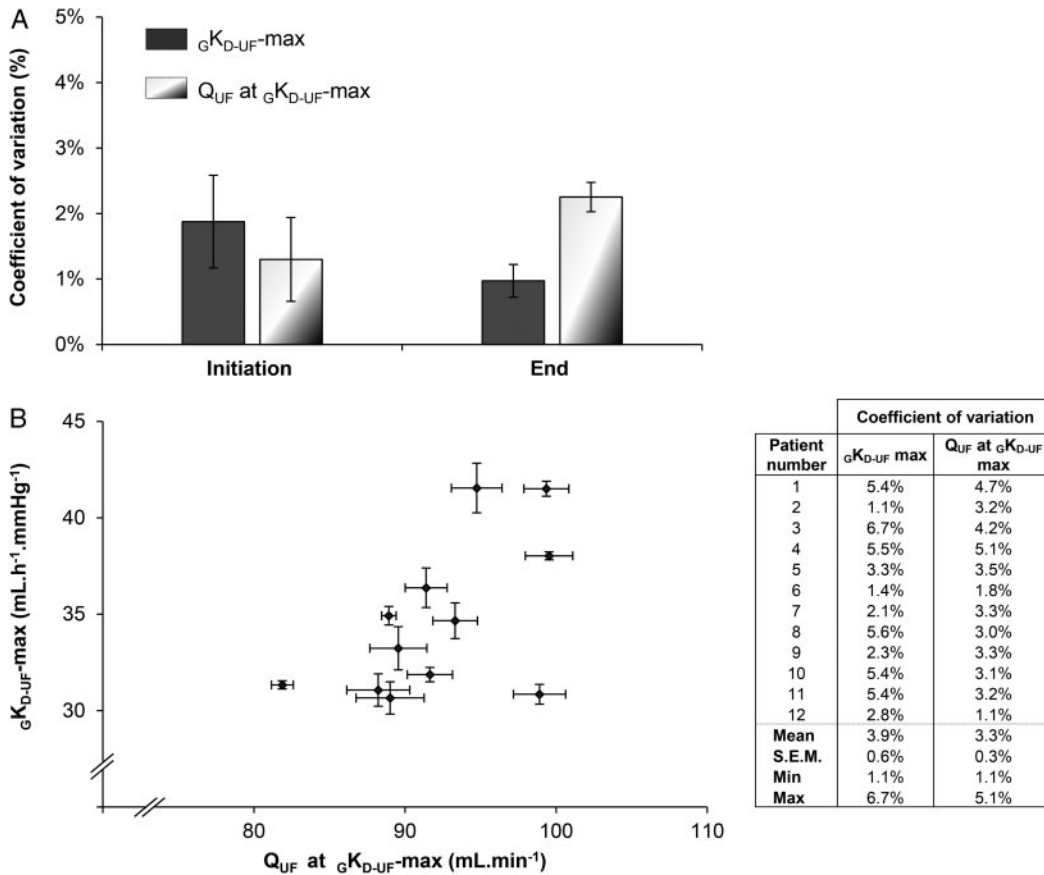 A
5%
4%
3%
2%
1%
0%
Coefficient of variation (%)
GKD-UF-max
QUF at GKD-UF-max
Initiation
End
B
45
40
35
30
GKD-UF-max (mL.h-1.mmHg-1)
80
90
100
110
QUF at GKD-UF-max (mL.min-1)
Coefficient of variation
Patient number
GKD-UF max
QUF at GKD-UF max
1 5.4% 4.7%
2 1.1% 3.2%
3 6.7% 4.2%
4 5.5% 5.1%
5 3.3% 3.5%
6 1.4% 1.8%
7 2.1% 3.3%
8 5.6% 3.0%
9 2.3% 3.3%
10 5.4% 3.1%
11 5.4% 3.2%
12 2.8% 1.1%
Mean 3.9% 3.3%
S.E.M. 0.6% 0.3%
Min 1.1% 1.1%
Max 6.7% 5.1%